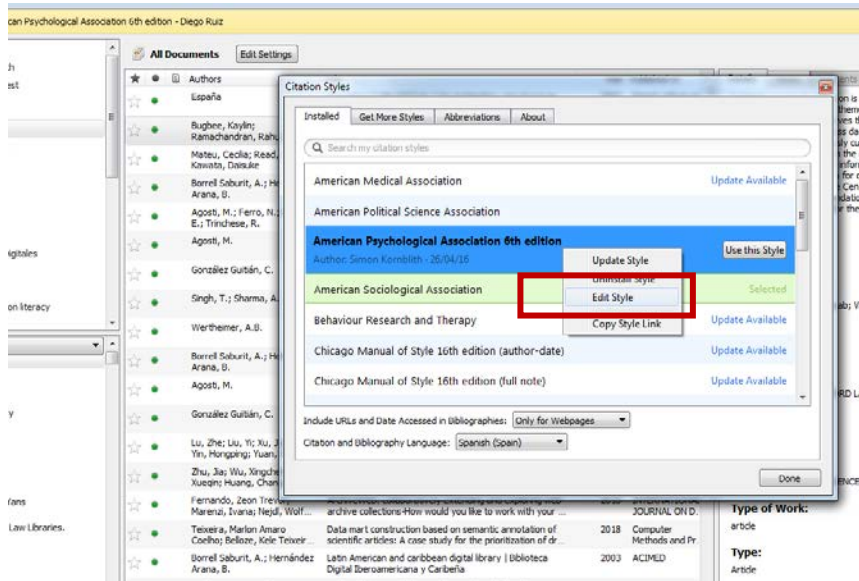 can Psychological Association 6th edition - Diego Ruiz
All Documents
Edit Settings
Authors
España
Bugbee, Kaylin;
Ramachandran, Rahu
Mateu, Cecilia; Read,
Kawata, Daisuke
Borrell Saburit, A.; He
Arana, B.
Agosti, M.; Ferro, N.;
E.; Trinchese, R.
Agosti, M.
González Guitián, C.
Singh, T.; Sharma, A.
Wertheimer, A.B.
Borrell Saburit, A.; He
Arana, B.
Agosti, M.
González Guitián, C.
Lu, Zhe; Liu, Yi; Xu, J
Yin, Hongping; Yuan,
Zhu, Jia; Wu, Xingche
Xueqin; Huang, Chan
Fernando, Zeon Trevor
Marenzi, Ivana; Nejdl, Wolf...
archive collections-How would you like to work with your ...
2018
INTERNATIONAL
JOURNAL ON D.
Teixeira, Marlon Amaro
Coelho; Belloze, Kele Teixeir...
Data mart construction based on semantic annotation of
scientific articles: A case study for the prioritization of dr...
2018
Computer
Methods and Pr.
Borrell Saburit, A.; Hernández
Arana, B.
Latin American and caribbean digital library | Biblioteca
Digital Iberoamericana y Caribeña
2003
ACIMED
igitales
on literacy
Law Libraries.
Citation Styles
Installed
Get More Styles
Abbreviations
About
Search my citation styles
American Medical Association
Update Available
American Political Science Association
American Psychological Association 6th edition
Author: Simon Kornblith - 26/04/16
Use this Style
American Sociological Association
Selected
Behaviour Research and Therapy
Update Available
Chicago Manual of Style 16th edition (author-date)
Update Available
Chicago Manual of Style 16th edition (full note)
Update Available
Update Style
Uninstall Style
Edit Style
Copy Style Link
Include URLs and Date Accessed in Bibliographies:
Only for Webpages
Citation and Bibliography Language:
Spanish (Spain)
Done
Type of Work:
article
Type:
Article